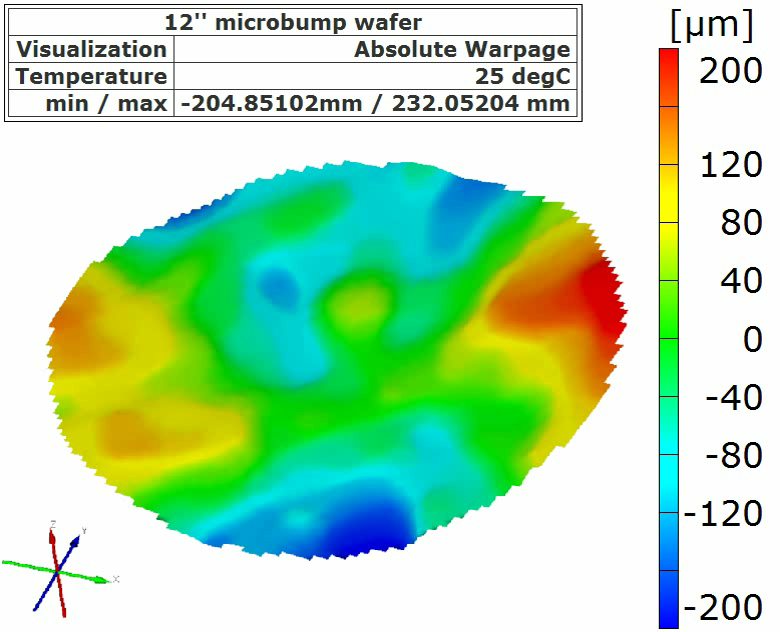 12'' microbump wafer
Visualization Absolute Warpage
Temperature 25 degC
min / max -204.85102mm / 232.05204 mm
[µm]
200
120
80
40
0
-40
-80
-120
-200
Z
Y
X